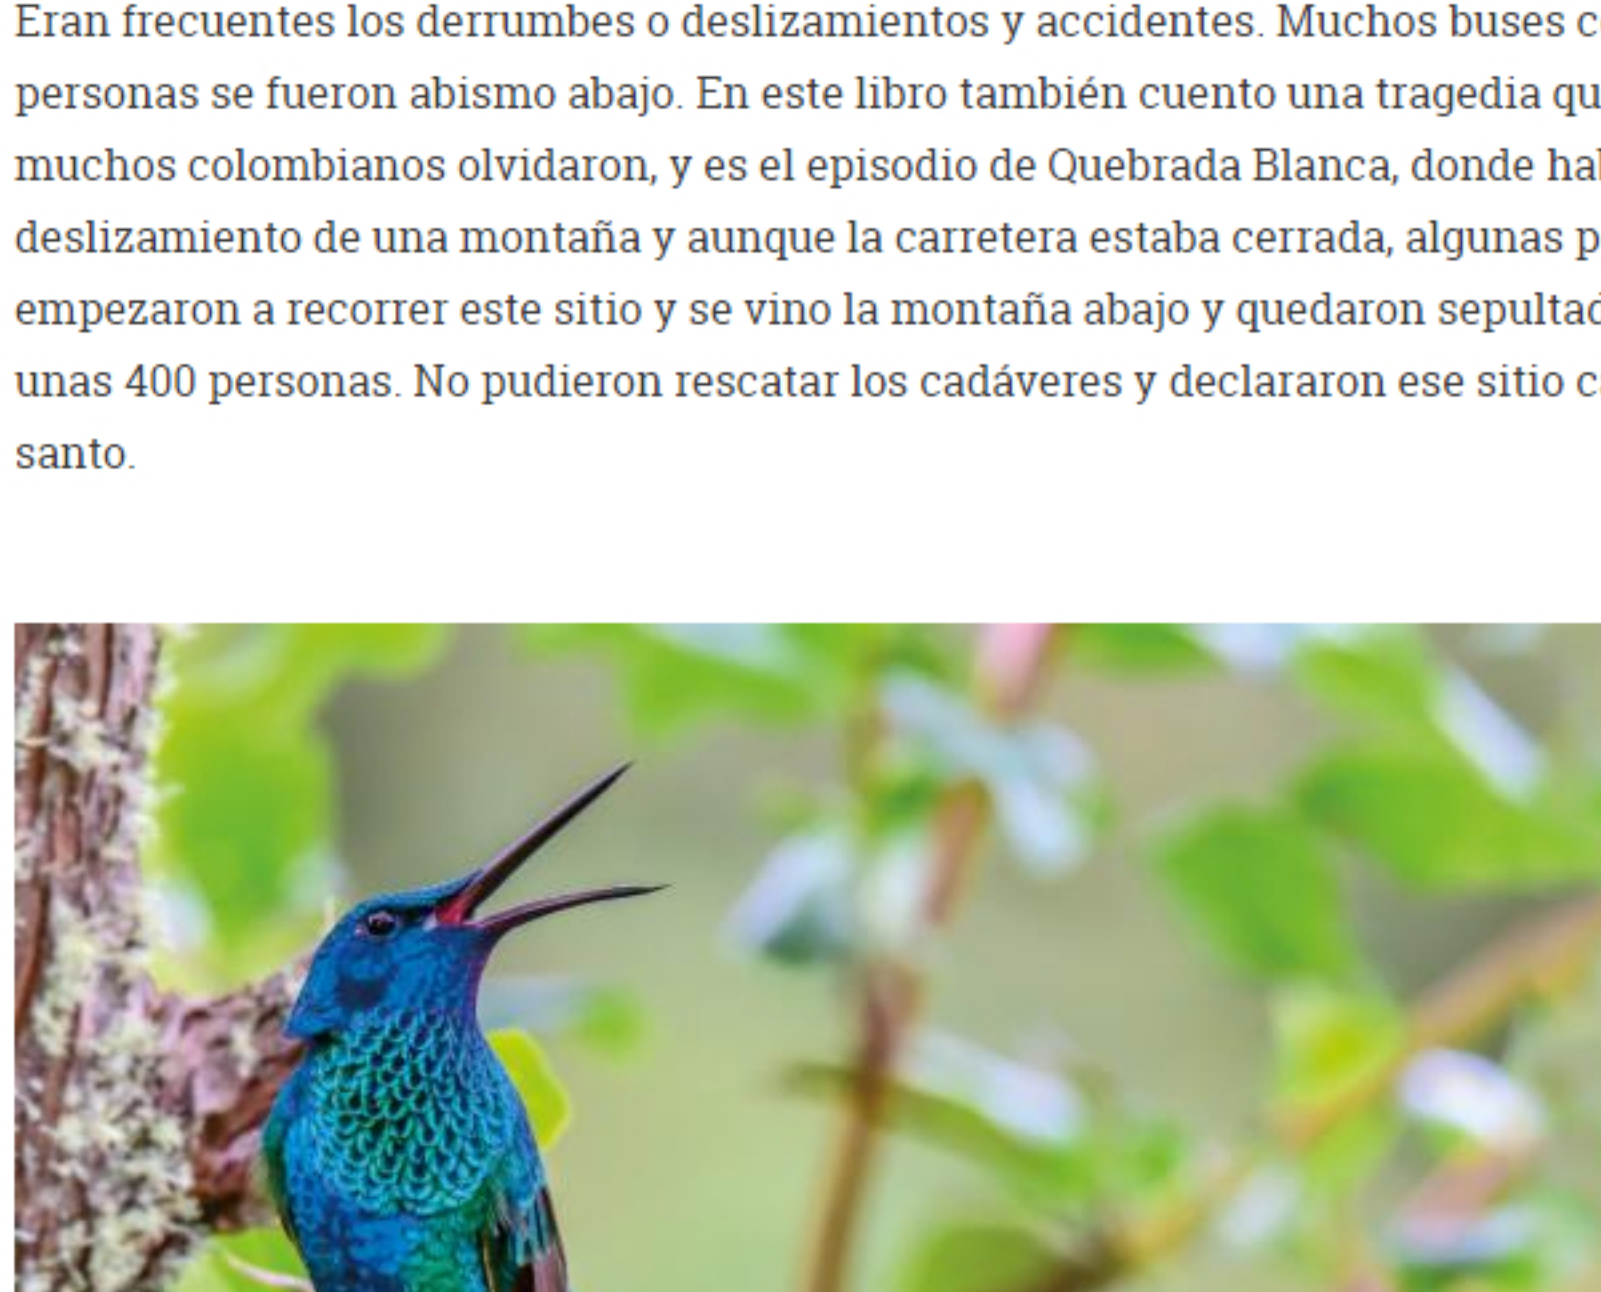 Eran frecuentes los derrumbes o deslizamientos y accidentes. Muchos buses
personas se fueron abismo abajo. En este libro también cuento una tragedia
muchos colombianos olvidaron, y es el episodio de Quebrada Blanca, donde
deslizamiento de una montaña y aunque la carretera estaba cerrada, algunas
empezaron a recorrer este sitio y se vino la montaña abajo y quedaron
unas 400 personas. No pudieron rescatar los cadáveres y declararon ese sitio
santo.